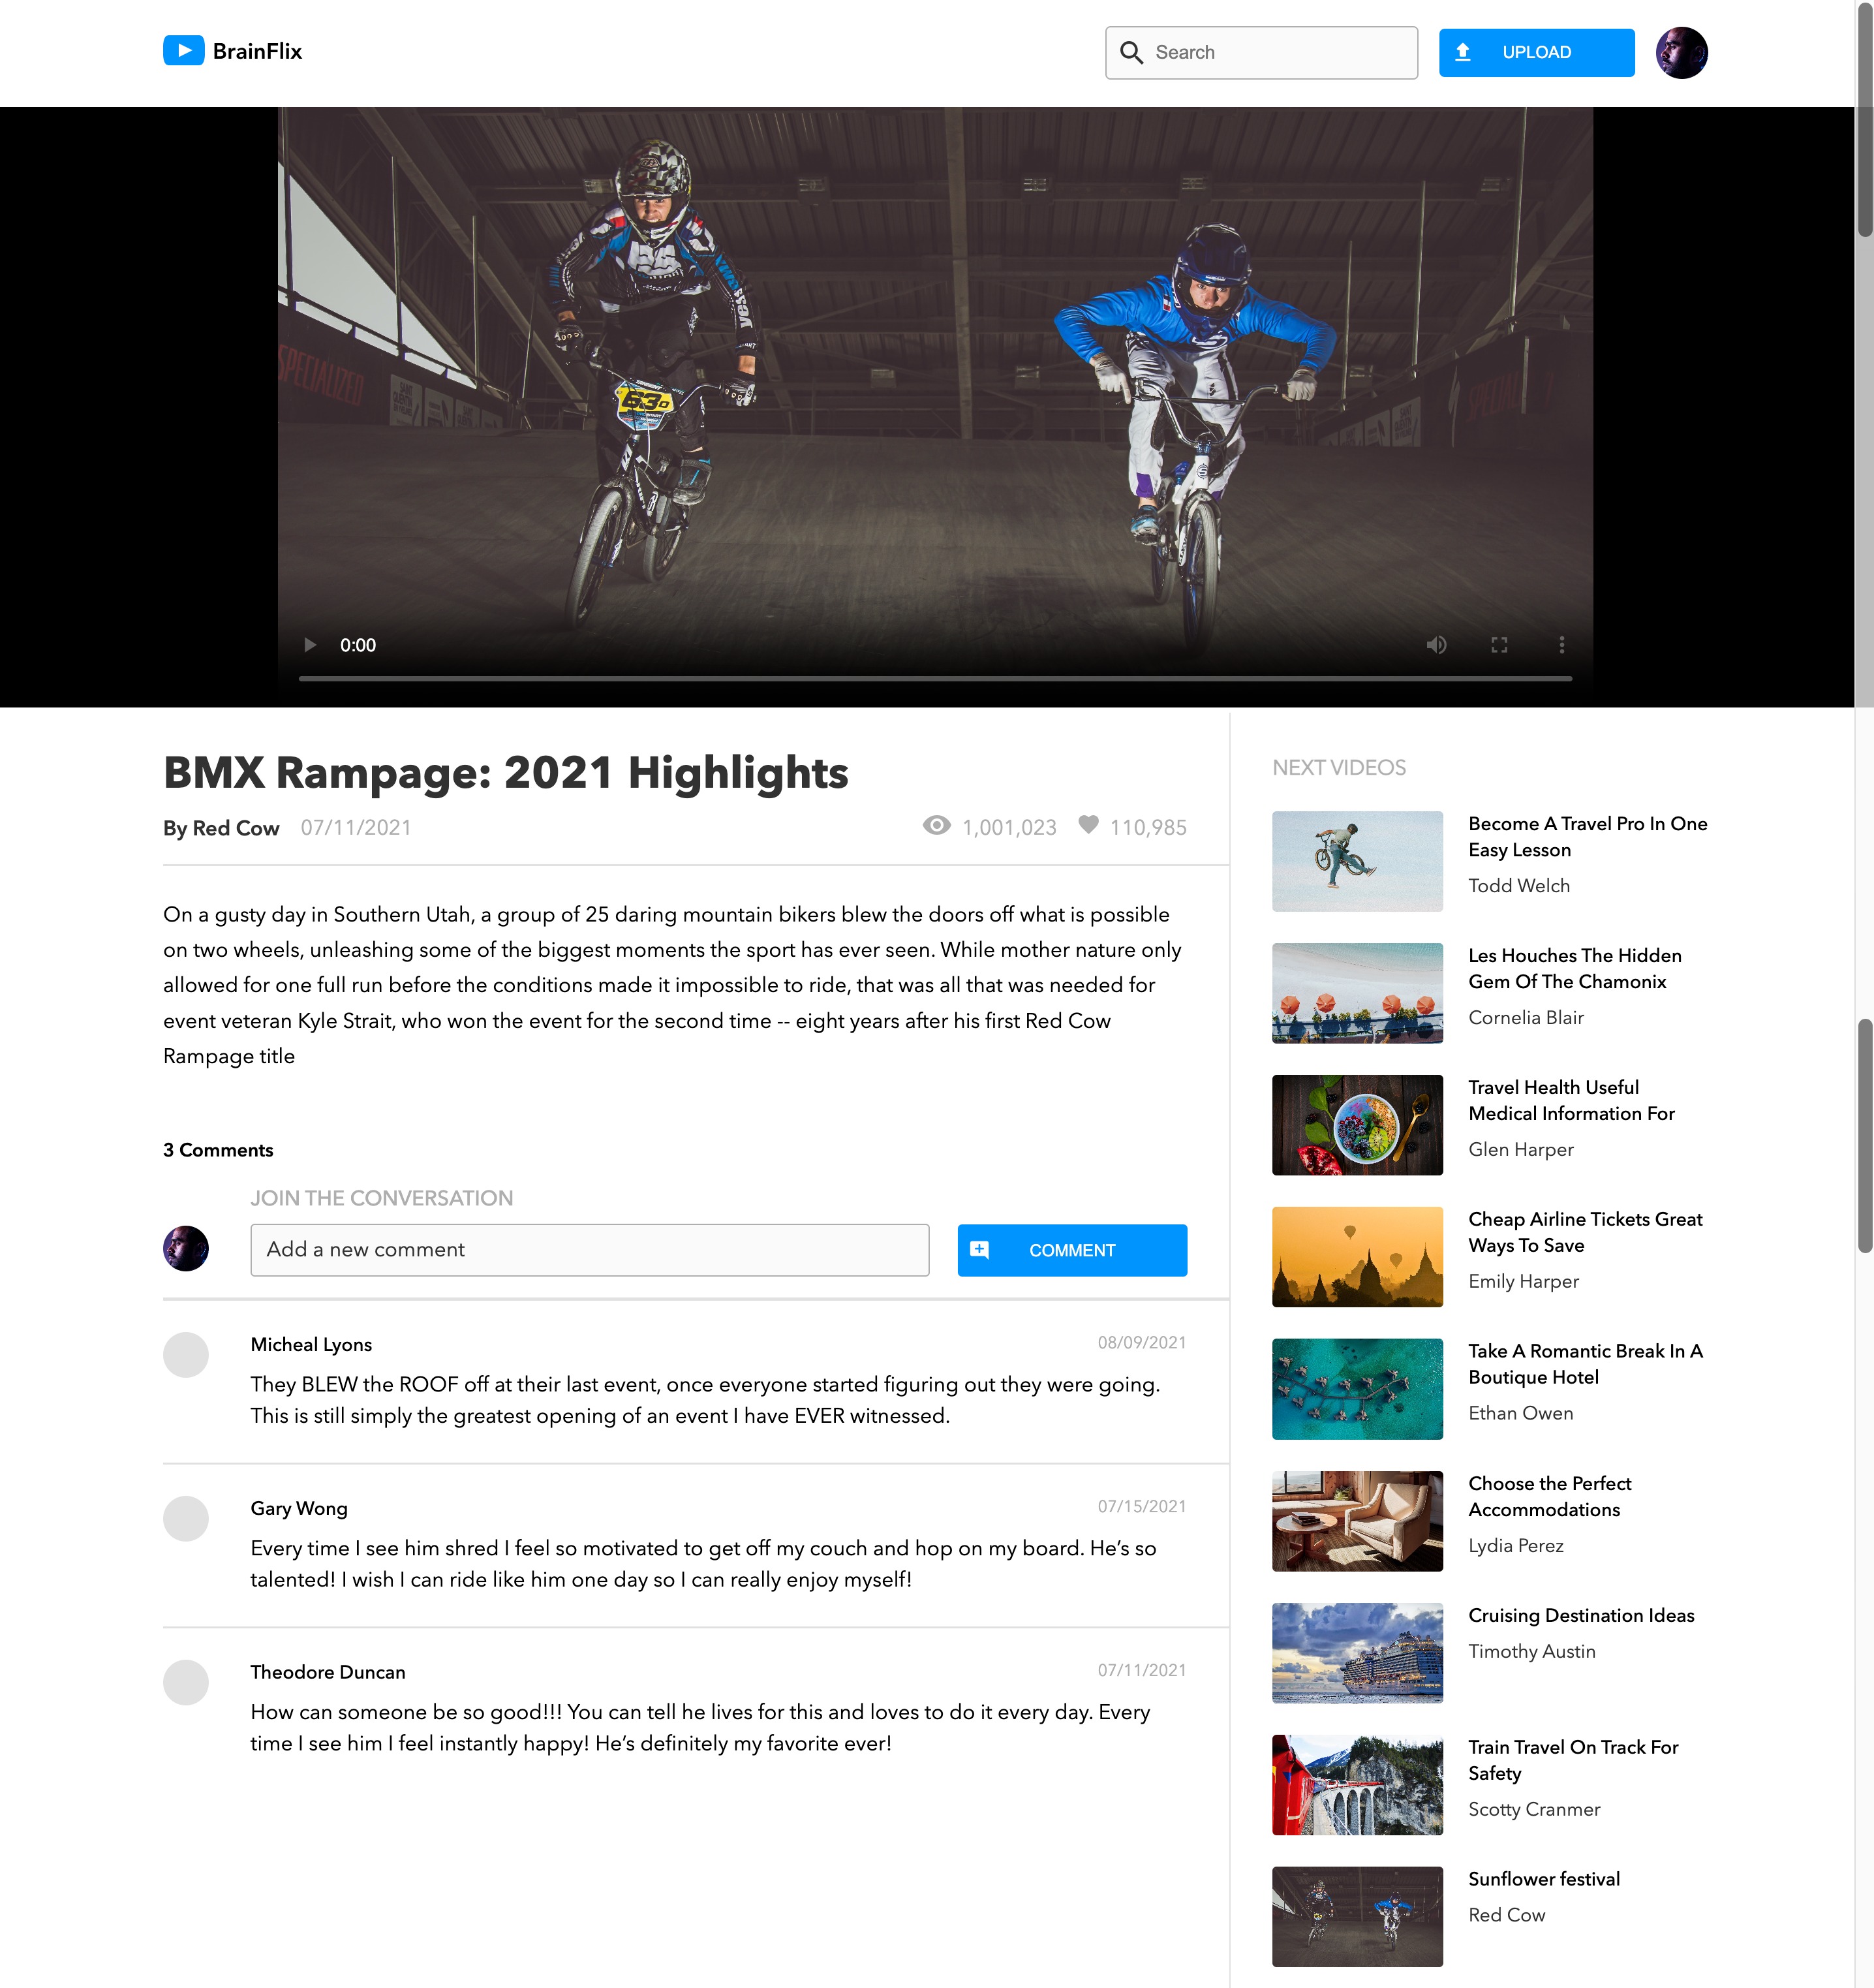 BrainFlix
Search
UPLOAD
SPECIALIZED
630
0:00
BMX Rampage: 2021 Highlights
By Red Cow 07/11/2021 1,001,023 110,985
On a gusty day in Southern Utah, a group of 25 daring mountain bikers blew the doors off what is possible
on two wheels, unleashing some of the biggest moments the sport has ever seen. While mother nature only
allowed for one full run before the conditions made it impossible to ride, that was all that was needed for
event veteran Kyle Strait, who won the event for the second time -- eight years after his first Red Cow
Rampage title
3 Comments
JOIN THE CONVERSATION
Add a new comment
COMMENT
Micheal Lyons 08/09/2021
They BLEW the ROOF off at their last event, once everyone started figuring out they were going.
This is still simply the greatest opening of an event I have EVER witnessed.
Gary Wong 07/15/2021
Every time I see him shred I feel so motivated to get off my couch and hop on my board. He’s so
talented! I wish I can ride like him one day so I can really enjoy myself!
Theodore Duncan 07/11/2021
How can someone be so good!!! You can tell he lives for this and loves to do it every day. Every
time I see him I feel instantly happy! He’s definitely my favorite ever!
NEXT VIDEOS
Become A Travel Pro In One
Easy Lesson
Todd Welch
Les Houches The Hidden
Gem Of The Chamonix
Cornelia Blair
Travel Health Useful
Medical Information For
Glen Harper
Cheap Airline Tickets Great
Ways To Save
Emily Harper
Take A Romantic Break In A
Boutique Hotel
Ethan Owen
Choose the Perfect
Accommodations
Lydia Perez
Cruising Destination Ideas
Timothy Austin
Train Travel On Track For
Safety
Scotty Cranmer
Sunflower festival
Red Cow